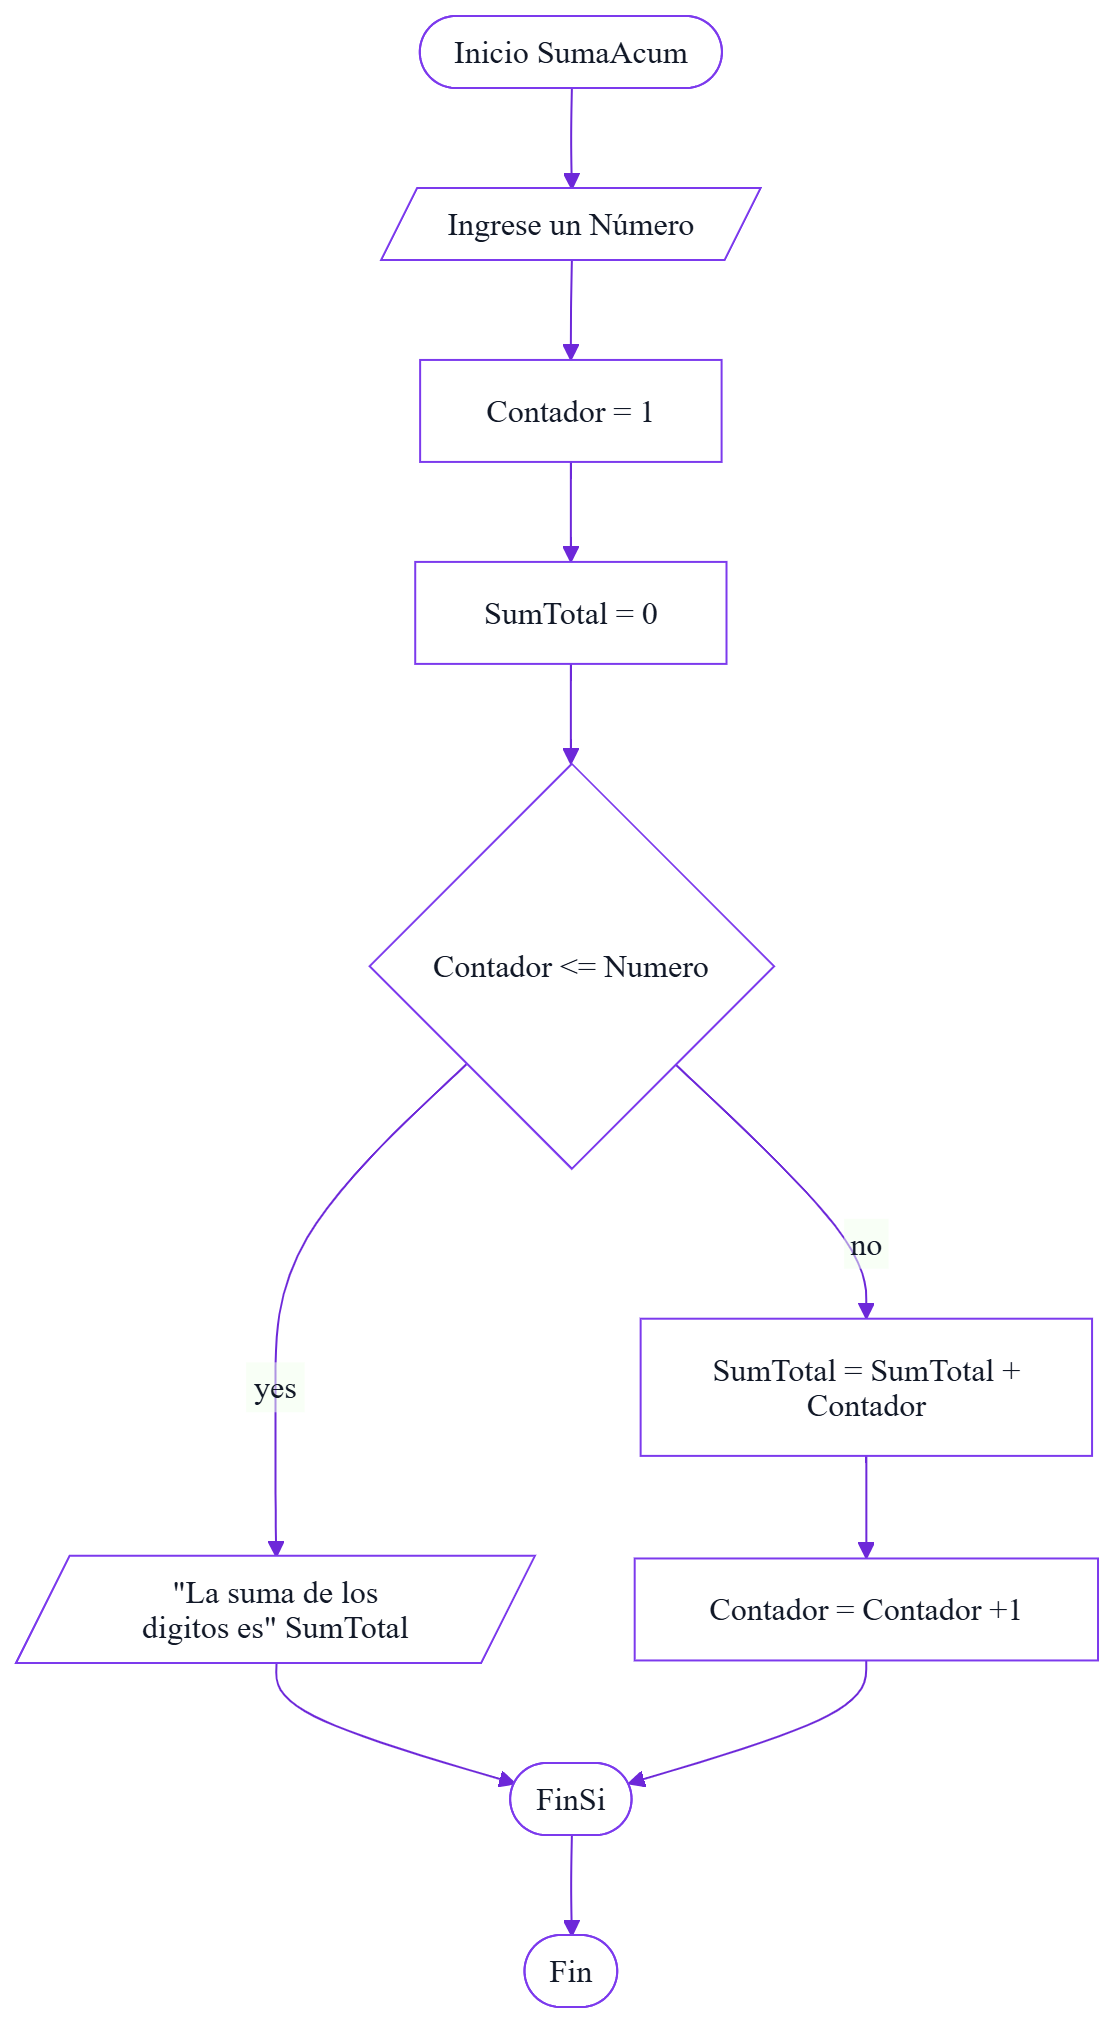 Inicio SumaAcum
Ingrese un Número
Contador = 1
SumTotal = 0
Contador <= Numero
no
yes
SumTotal = SumTotal +
Contador
"La suma de los
digitos es" SumTotal
Contador = Contador +1
FinSi
Fin